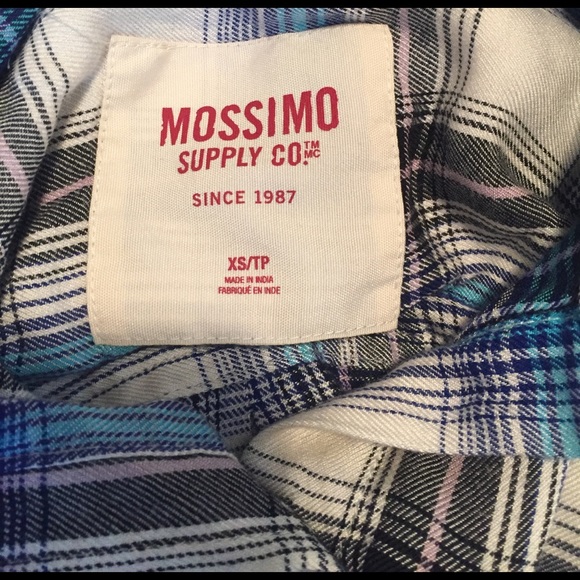 MOSSIMO
SUPPLY CO.™ MC
SINCE 1987
XS/TP
MADE IN INDIA
FABRIQUÉ EN INDE